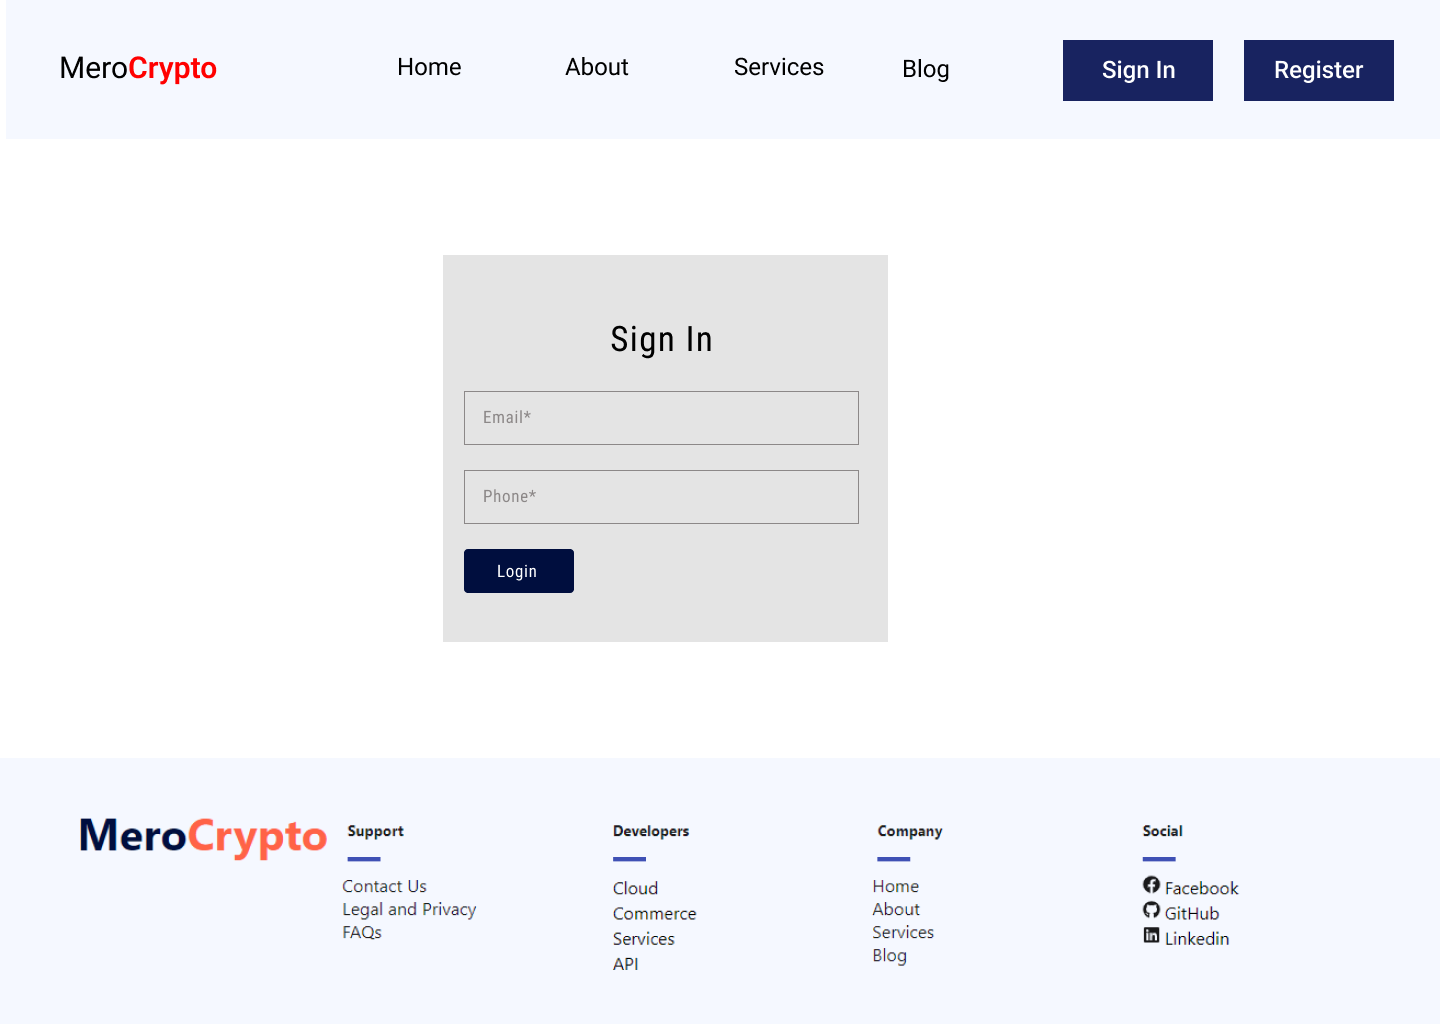 MeroCrypto
Home
About
Services
Blog
Sign In
Register
Sign In
Email*
Phone*
Login
MeroCrypto
Support
Contact Us
Legal and Privacy
FAQs
Developers
Cloud
Commerce
Services
API
Company
Home
About
Services
Blog
Social
Facebook
GitHub
Linkedin